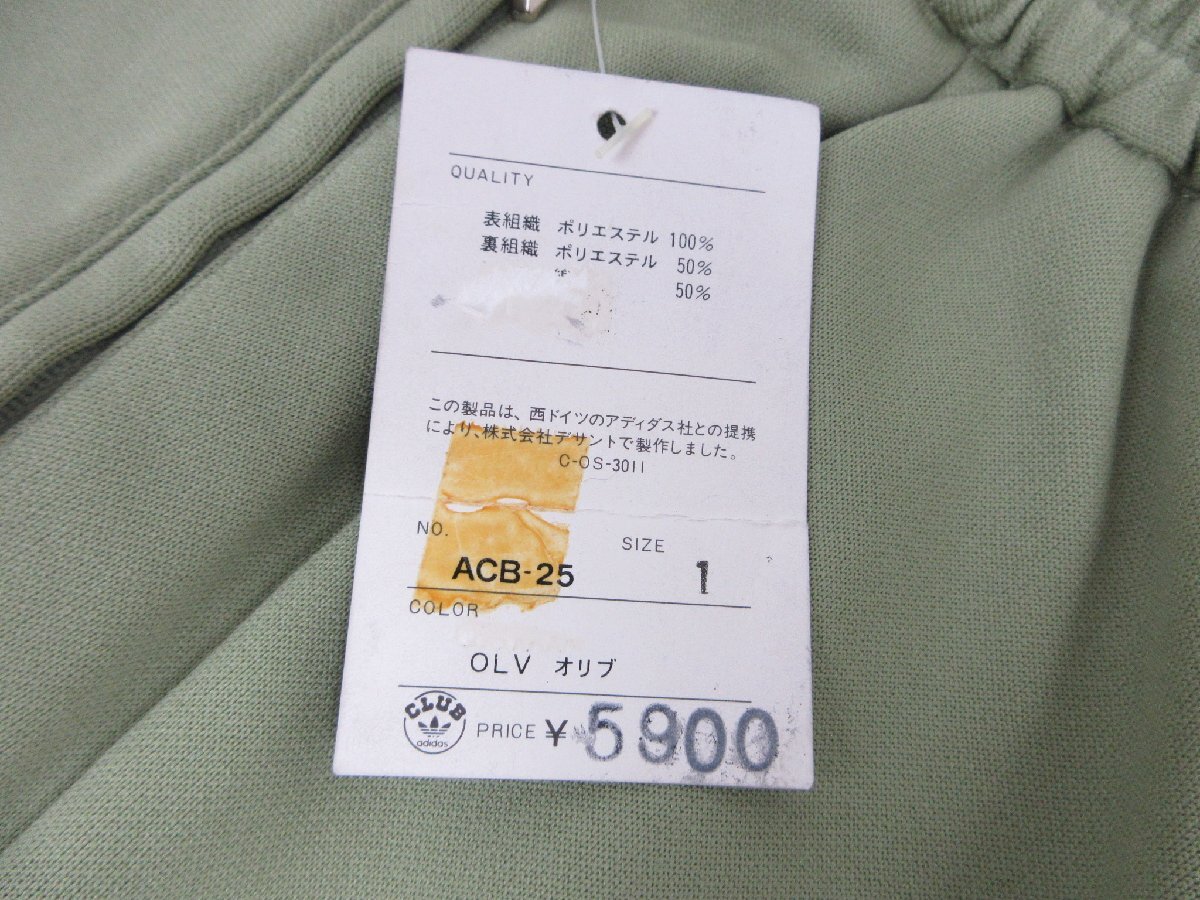 QUALITY
表組織 ポリエステル 100%
裏組織 ポリエステル 50%
50%
この製品は、西ドイツのアディダス社との提携
により、株式会社デサントで製作しました。
C-OS-3011
NO. SIZE
ACB-25 1
COLOR
OLV オリブ
CLUB
adidas
PRICE ¥ 5900